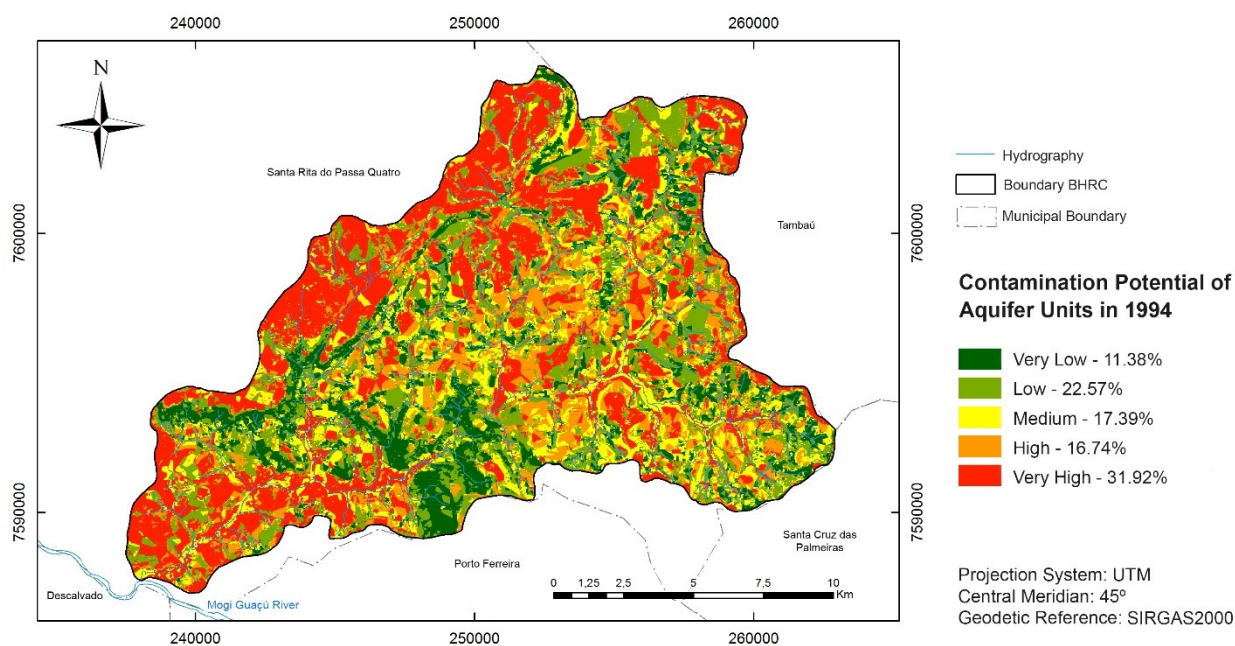 240000
250000
260000
N
Santa Rita do Passa Quatro
Tambaú
7600000
7600000
7590000
7590000
Santa Cruz das
Palmeiras
Porto Ferreira
Descalvado
Mogi Guaçú River
0 1,25 2,5 5 7,5 10
Km
240000
250000
260000
Hydrography
Boundary BHRC
Municipal Boundary
Contamination Potential of
Aquifer Units in 1994
Very Low - 11.38%
Low - 22.57%
Medium - 17.39%
High - 16.74%
Very High - 31.92%
Projection System: UTM
Central Meridian: 45º
Geodetic Reference: SIRGAS2000